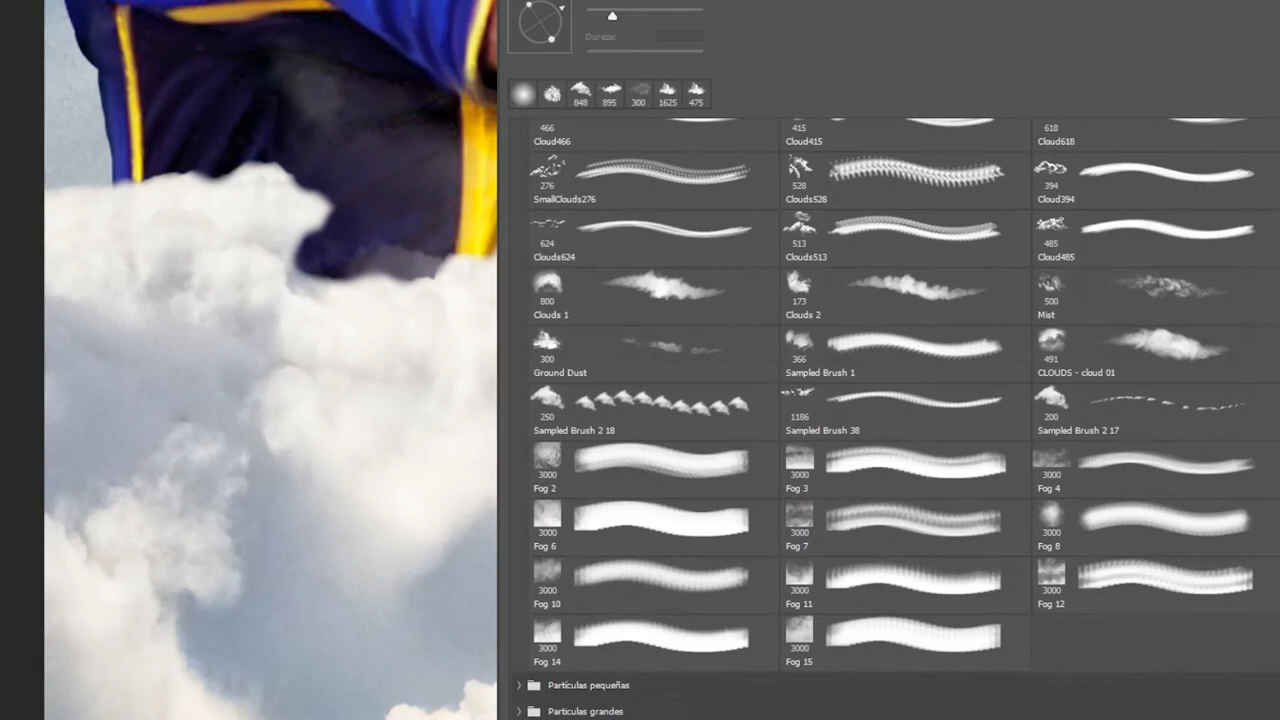 Dureza:
848 895 300 1625 475
466 415 618
Cloud466 Cloud415 Cloud618
276 528 394
SmallClouds276 Clouds528 Cloud394
624 513 485
Clouds624 Clouds513 Cloud485
800 173 500
Clouds 1 Clouds 2 Mist
300 366 491
Ground Dust Sampled Brush 1 CLOUDS - cloud 01
250 1186 200
Sampled Brush 2 18 Sampled Brush 38 Sampled Brush 2 17
3000 3000 3000
Fog 2 Fog 3 Fog 4
3000 3000 3000
Fog 6 Fog 7 Fog 8
3000 3000 3000
Fog 10 Fog 11 Fog 12
3000 3000
Fog 14 Fog 15
Partículas pequeñas
Partículas grandes